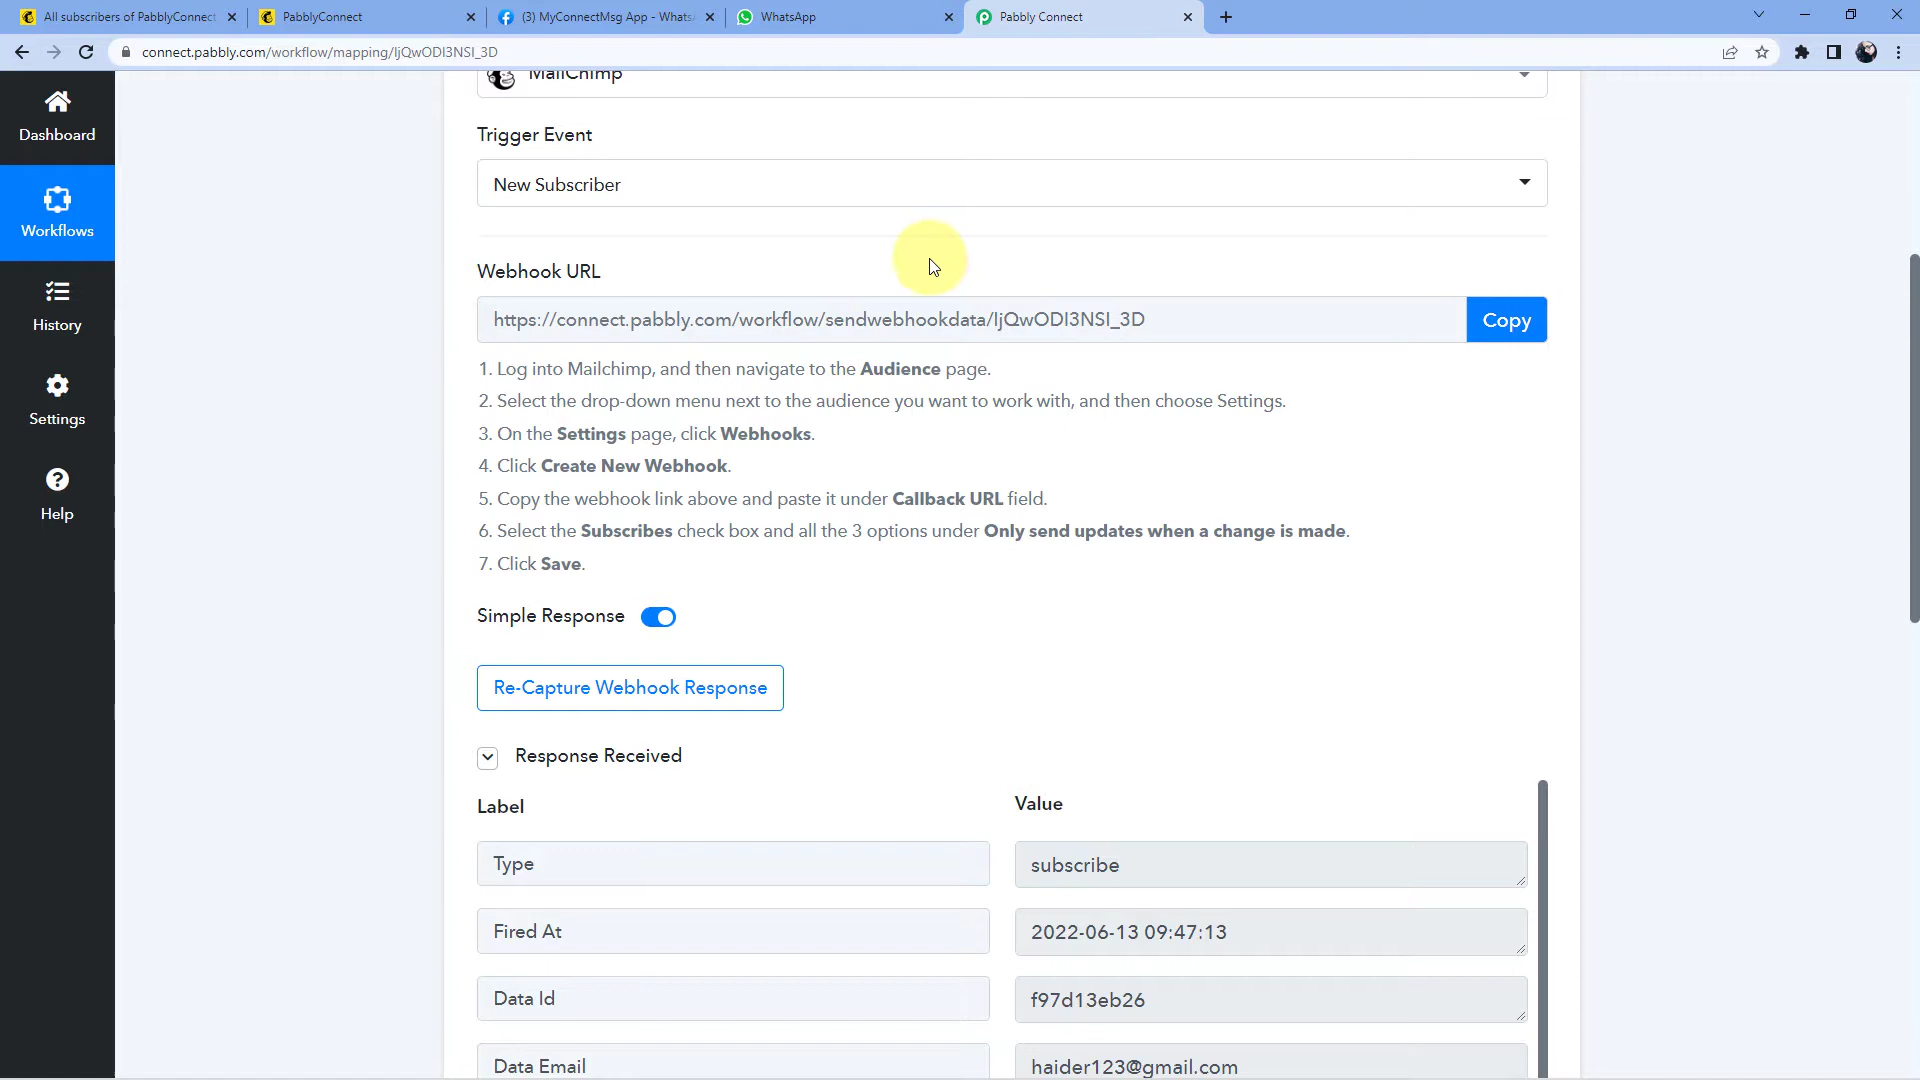 All subscribers of PabblyConnect
PabblyConnect
(3) MyConnectMsg App - Whats
WhatsApp
Pabbly Connect
connect.pabbly.com/workflow/mapping/IjQwODI3NSI_3D
MailChimp
Dashboard
Trigger Event
New Subscriber
Workflows
Webhook URL
https://connect.pabbly.com/workflow/sendwebhookdata/IjQwODI3NSI_3D
Copy
History
1. Log into Mailchimp, and then navigate to the Audience page.
2. Select the drop-down menu next to the audience you want to work with, and then choose Settings.
Settings
3. On the Settings page, click Webhooks.
4. Click Create New Webhook.
5. Copy the webhook link above and paste it under Callback URL field.
Help
6. Select the Subscribes check box and all the 3 options under Only send updates when a change is made.
7. Click Save.
Simple Response
Re-Capture Webhook Response
Response Received
Label
Value
Type
subscribe
Fired At
2022-06-13 09:47:13
Data Id
f97d13eb26
Data Email
haider123@gmail.com